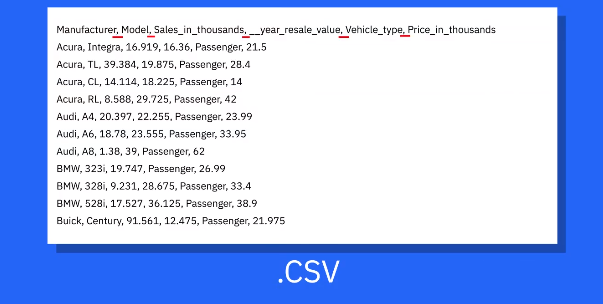 Manufacturer, Model, Sales_in_thousands, __year_resale_value, Vehicle_type, Price_in_thousands
Acura, Integra, 16.919, 16.36, Passenger, 21.5
Acura, TL, 39.384, 19.875, Passenger, 28.4
Acura, CL, 14.114, 18.225, Passenger, 14
Acura, RL, 8.588, 29.725, Passenger, 42
Audi, A4, 20.397, 22.255, Passenger, 23.99
Audi, A6, 18.78, 23.555, Passenger, 33.95
Audi, A8, 1.38, 39, Passenger, 62
BMW, 323i, 19.747, Passenger, 26.99
BMW, 328i, 9.231, 28.675, Passenger, 33.4
BMW, 528i, 17.527, 36.125, Passenger, 38.9
Buick, Century, 91.561, 12.475, Passenger, 21.975
.CSV